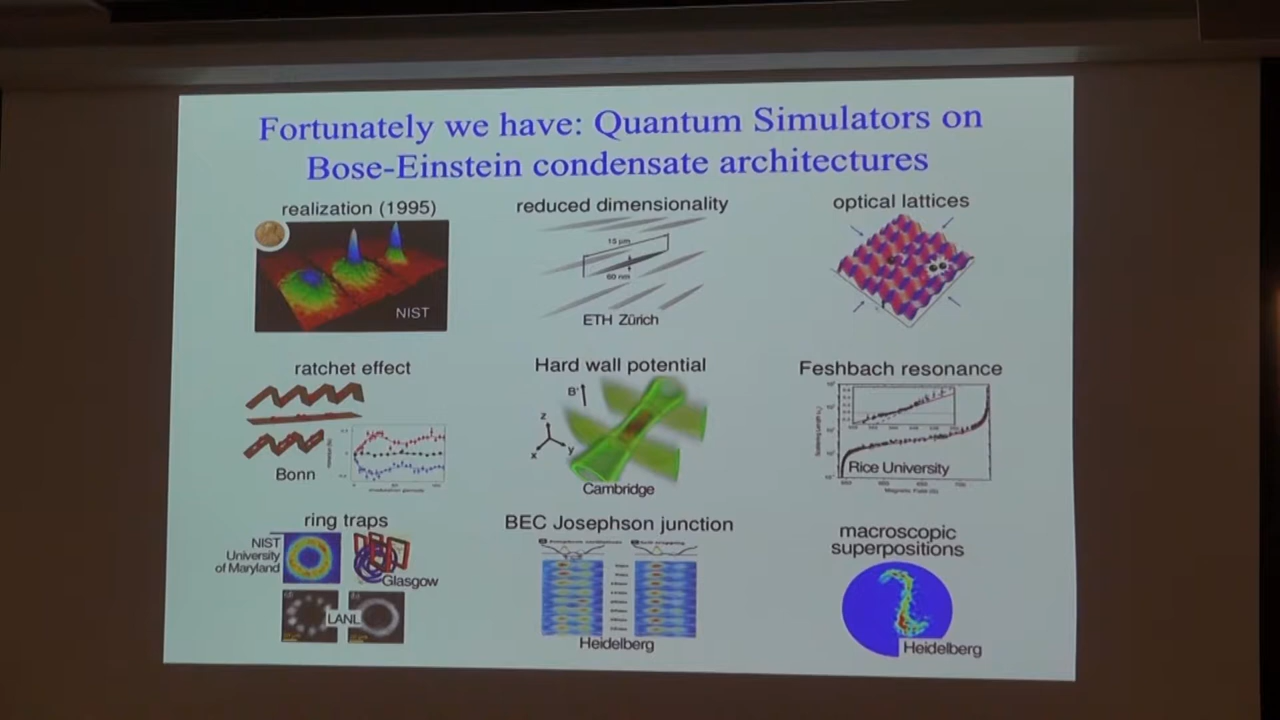 Fortunately we have: Quantum Simulators on
Bose-Einstein condensate architectures
realization (1995)
NIST
reduced dimensionality
15 µm
60 nm
ETH Zürich
optical lattices
ratchet effect
Bonn
Hard wall potential
B'
z
x
y
Cambridge
Feshbach resonance
Rice University
Magnetic Field (G)
ring traps
NIST
University
of Maryland
Glasgow
LANL
BEC Josephson junction
Heidelberg
macroscopic
superpositions
Heidelberg